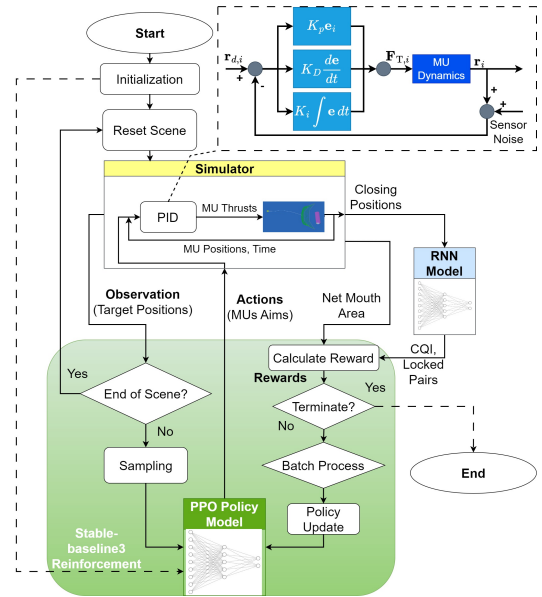 Start
Initialization
Reset Scene
K_p e_i
r_{d,i}
+
-
K_D de/dt
K_i ∫ e dt
F_{T,i}
MU
Dynamics
r_i
+
+
Sensor
Noise
Simulator
PID
MU Thrusts
MU Positions, Time
Closing
Positions
RNN
Model
Observation
(Target Positions)
Actions
(MUs Aims)
Net Mouth
Area
CQI,
Locked
Pairs
Calculate Reward
Rewards
Yes
End of Scene?
No
Sampling
Terminate?
Yes
No
Batch Process
Policy
Update
End
PPO Policy
Model
Stable-
baseline3
Reinforcement